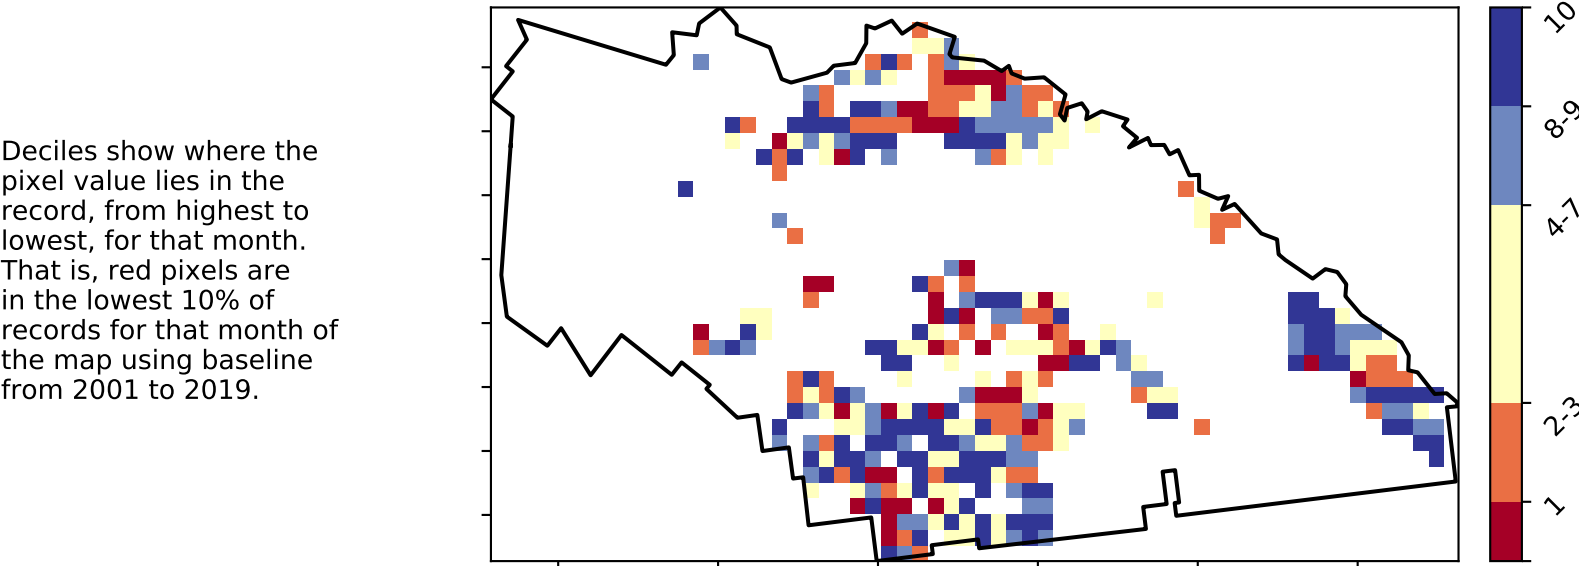 Deciles show where the
pixel value lies in the
record, from highest to
lowest, for that month.
That is, red pixels are
in the lowest 10% of
records for that month of
the map using baseline
from 2001 to 2019.
10
8-9
4-7
2-3
1